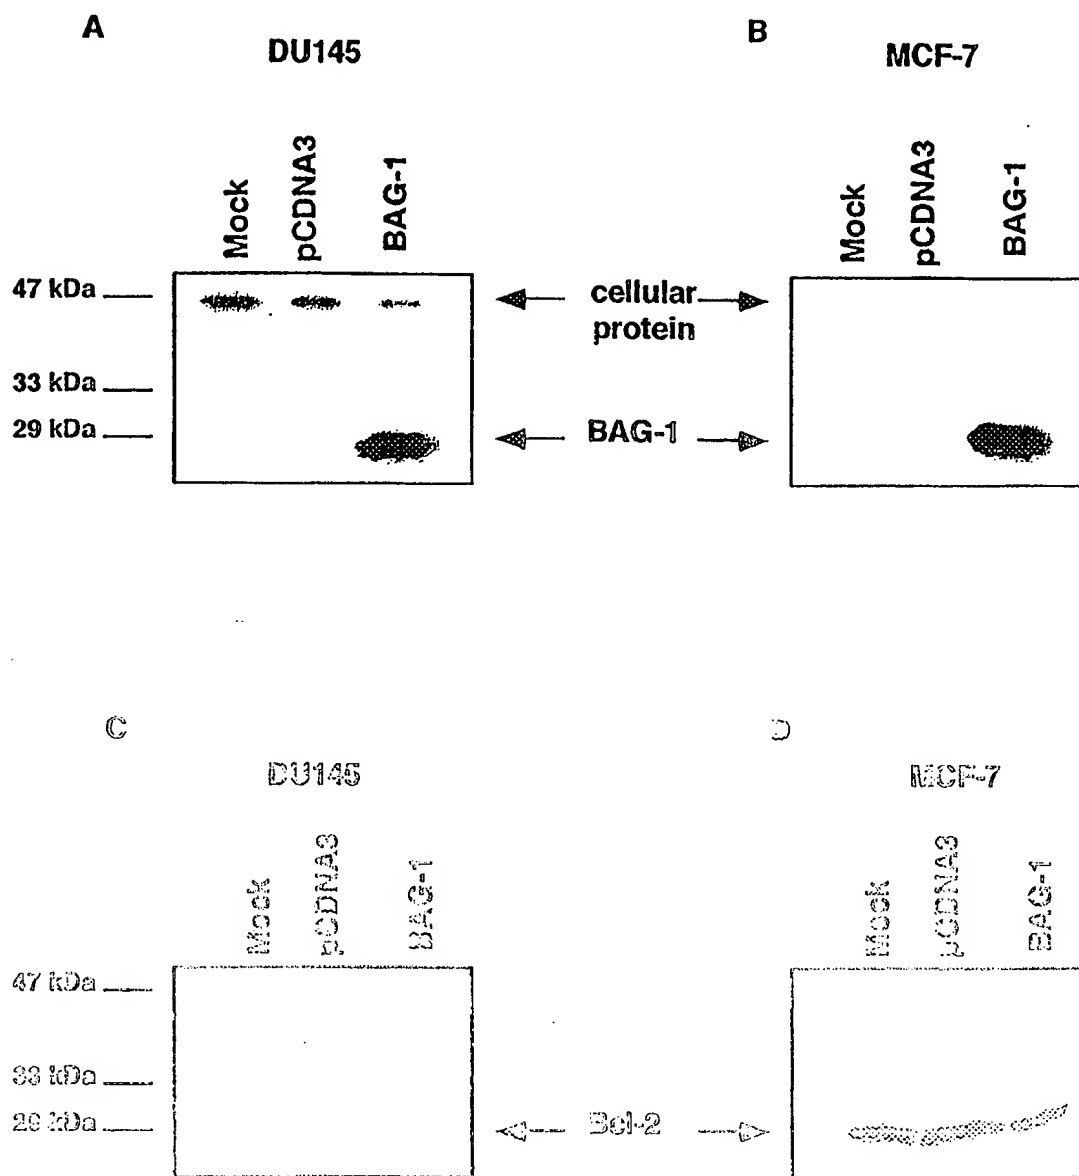 A
DU145
Mock
pCDNA3
BAG-1
47 kDa
33 kDa
29 kDa
cellular
protein
BAG-1
B
MCF-7
Mock
pCDNA3
BAG-1
C
DU145
Mock
pCDNA3
BAG-1
47 kDa
33 kDa
29 kDa
Bcl-2
D
MCF-7
Mock
pCDNA3
BAG-1